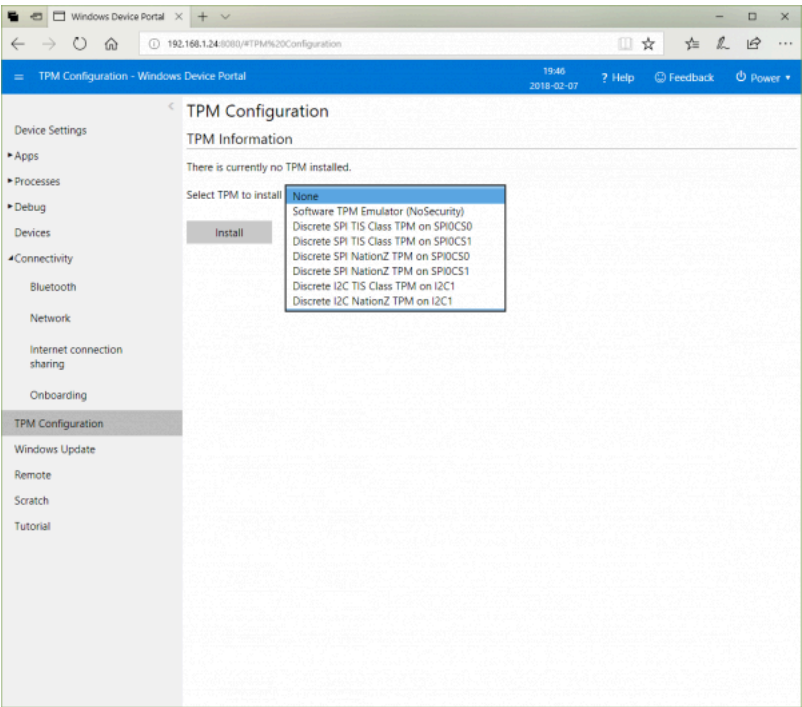 Windows Device Portal
192.168.1.24:8080/#TPM%20Configuration
TPM Configuration - Windows Device Portal
19:46
2018-02-07
? Help
Feedback
Power
TPM Configuration
TPM Information
There is currently no TPM installed.
Select TPM to install
None
Software TPM Emulator (NoSecurity)
Discrete SPI TIS Class TPM on SPI0CS0
Discrete SPI TIS Class TPM on SPI0CS1
Discrete SPI NationZ TPM on SPI0CS0
Discrete SPI NationZ TPM on SPI0CS1
Discrete I2C TIS Class TPM on I2C1
Discrete I2C NationZ TPM on I2C1
Install
Device Settings
Apps
Processes
Debug
Devices
Connectivity
Bluetooth
Network
Internet connection
sharing
Onboarding
TPM Configuration
Windows Update
Remote
Scratch
Tutorial